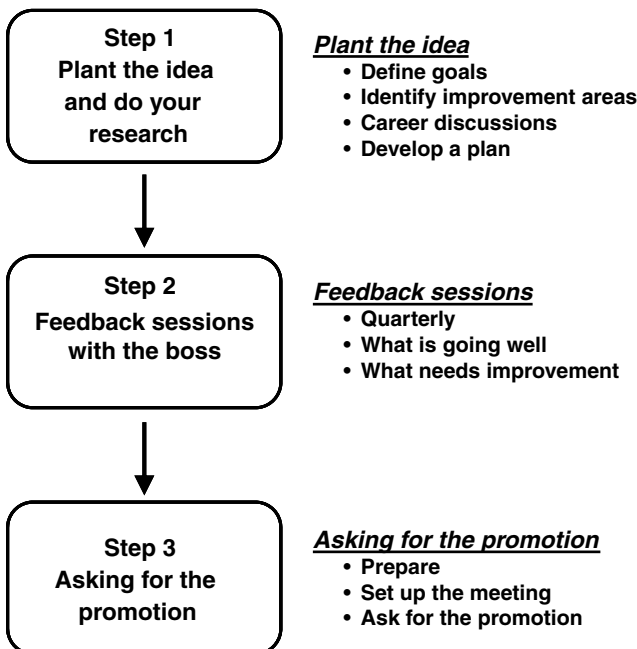 Step 1
Plant the idea
and do your
research
Plant the idea
• Define goals
• Identify improvement areas
• Career discussions
• Develop a plan
Step 2
Feedback sessions
with the boss
Feedback sessions
• Quarterly
• What is going well
• What needs improvement
Step 3
Asking for the
promotion
Asking for the promotion
• Prepare
• Set up the meeting
• Ask for the promotion